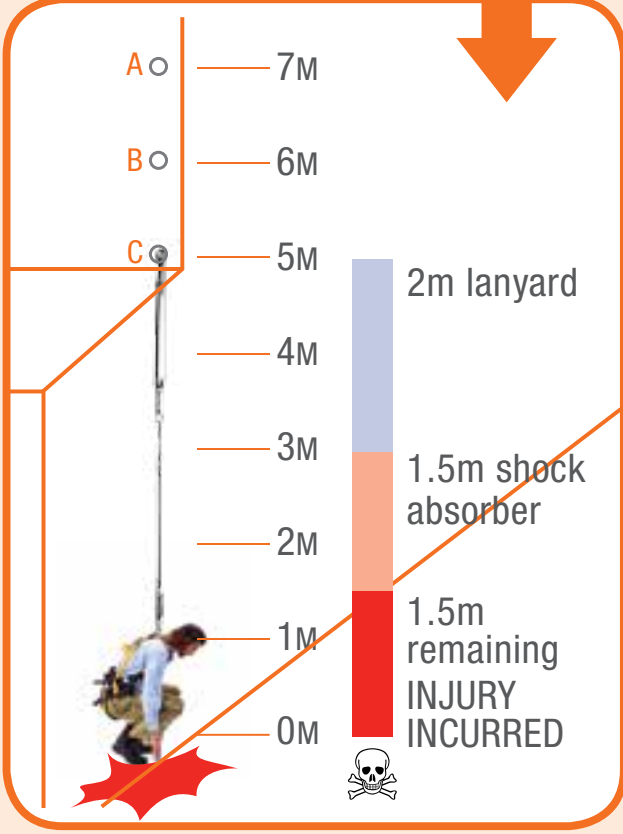 A
7M
B
6M
C
5M
2m lanyard
4M
3M
1.5m shock
absorber
2M
1.5m
remaining
1M
INJURY
INCURRED
0M